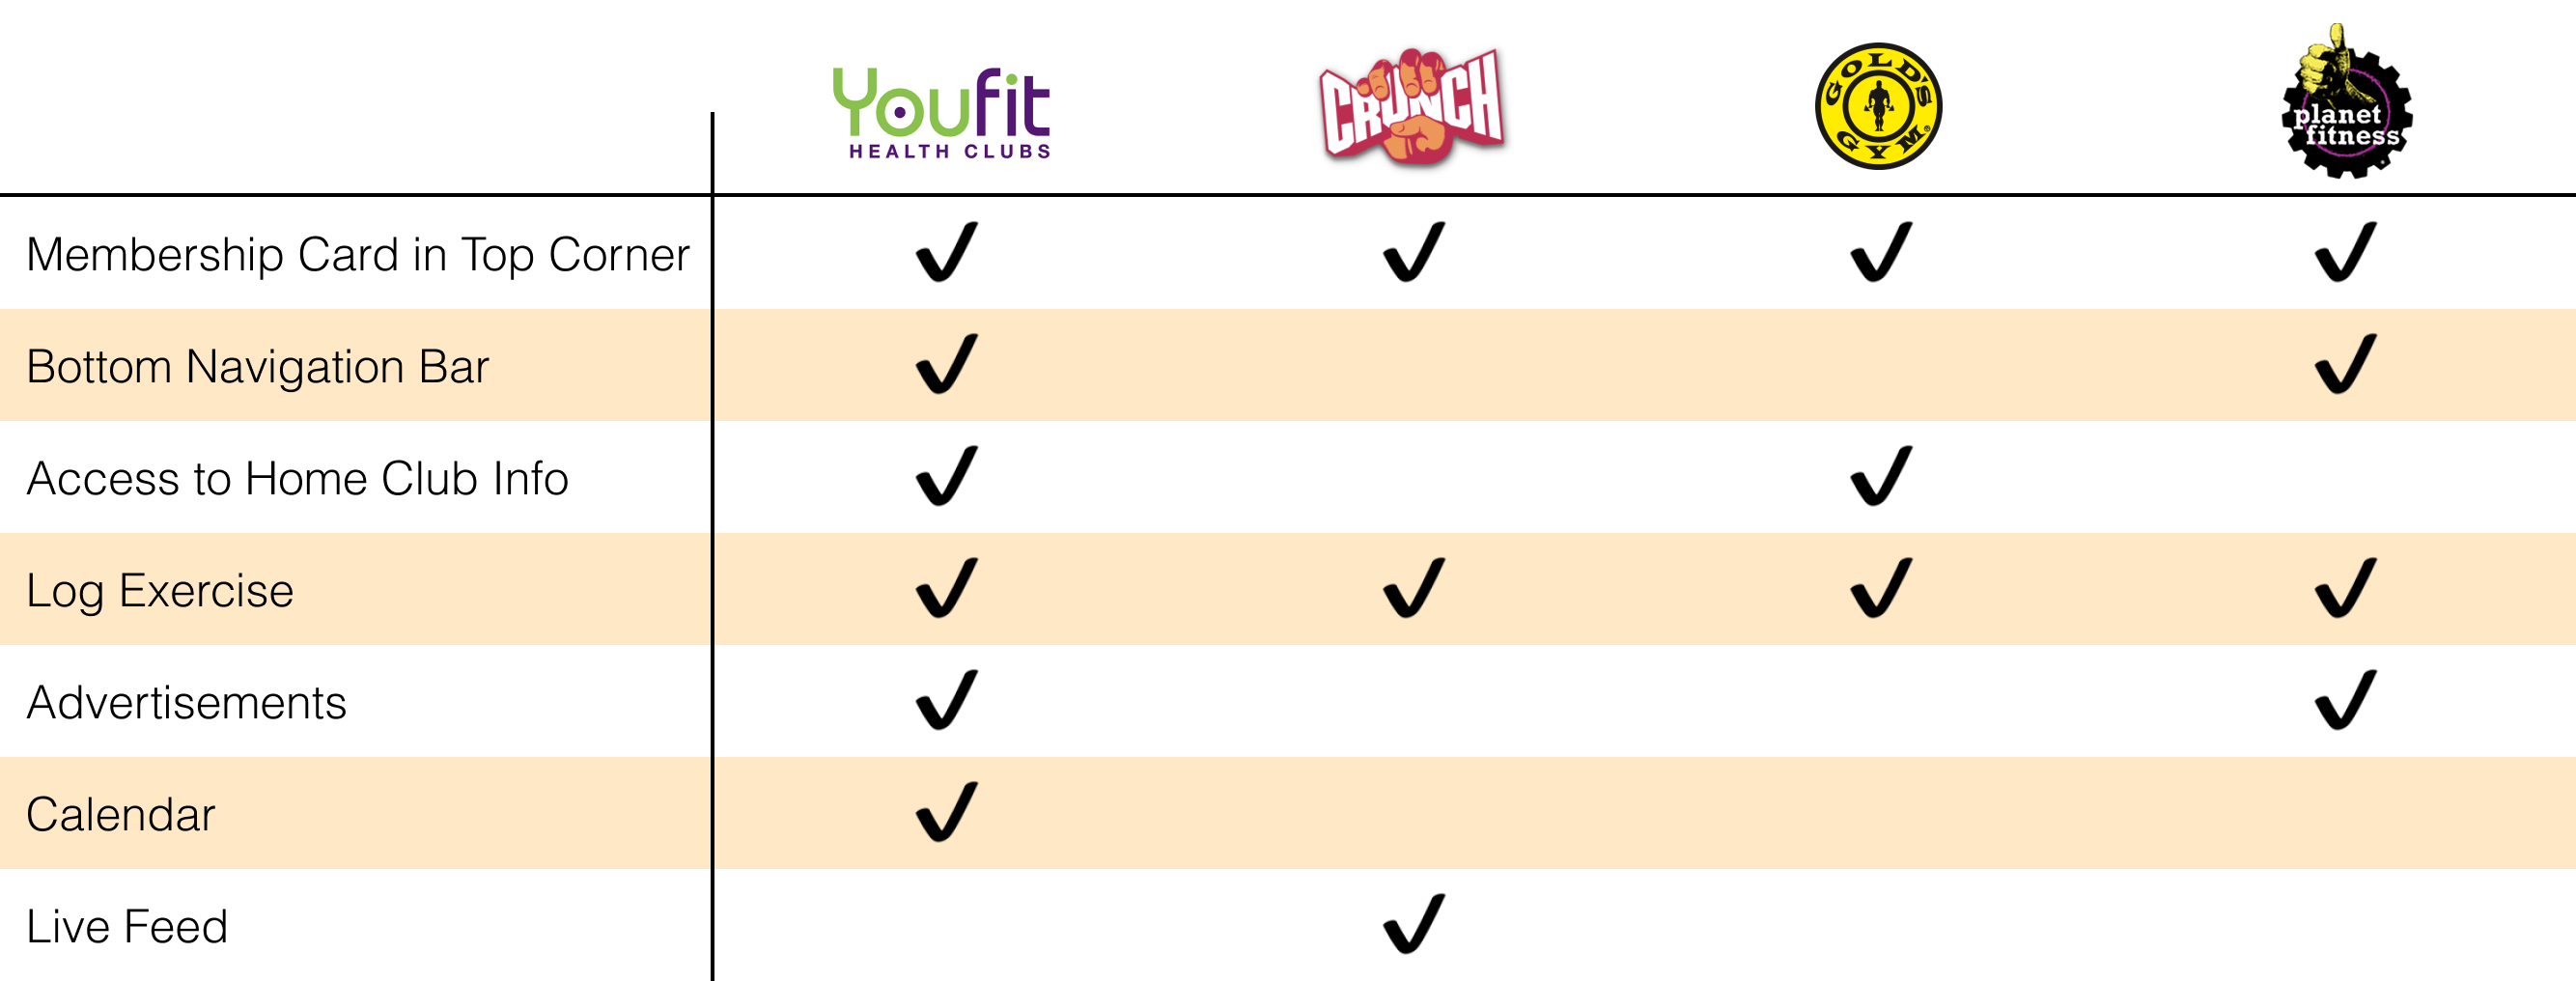 Youfit
HEALTH CLUBS
CRUNCH
GOLD'S
GYM®
planet
fitness
Membership Card in Top Corner
Bottom Navigation Bar
Access to Home Club Info
Log Exercise
Advertisements
Calendar
Live Feed